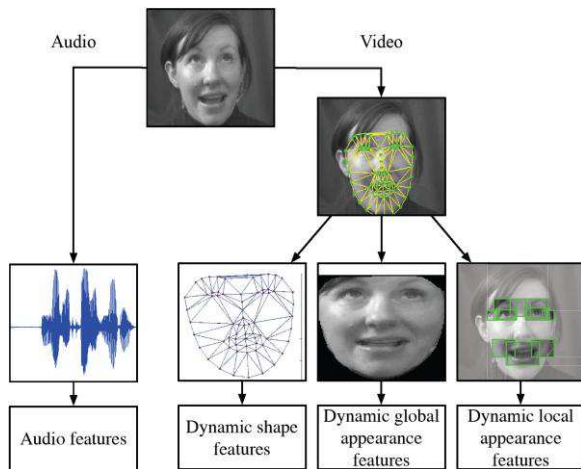 Audio
Video
Audio features
Dynamic shape
features
Dynamic global
appearance
features
Dynamic local
appearance
features